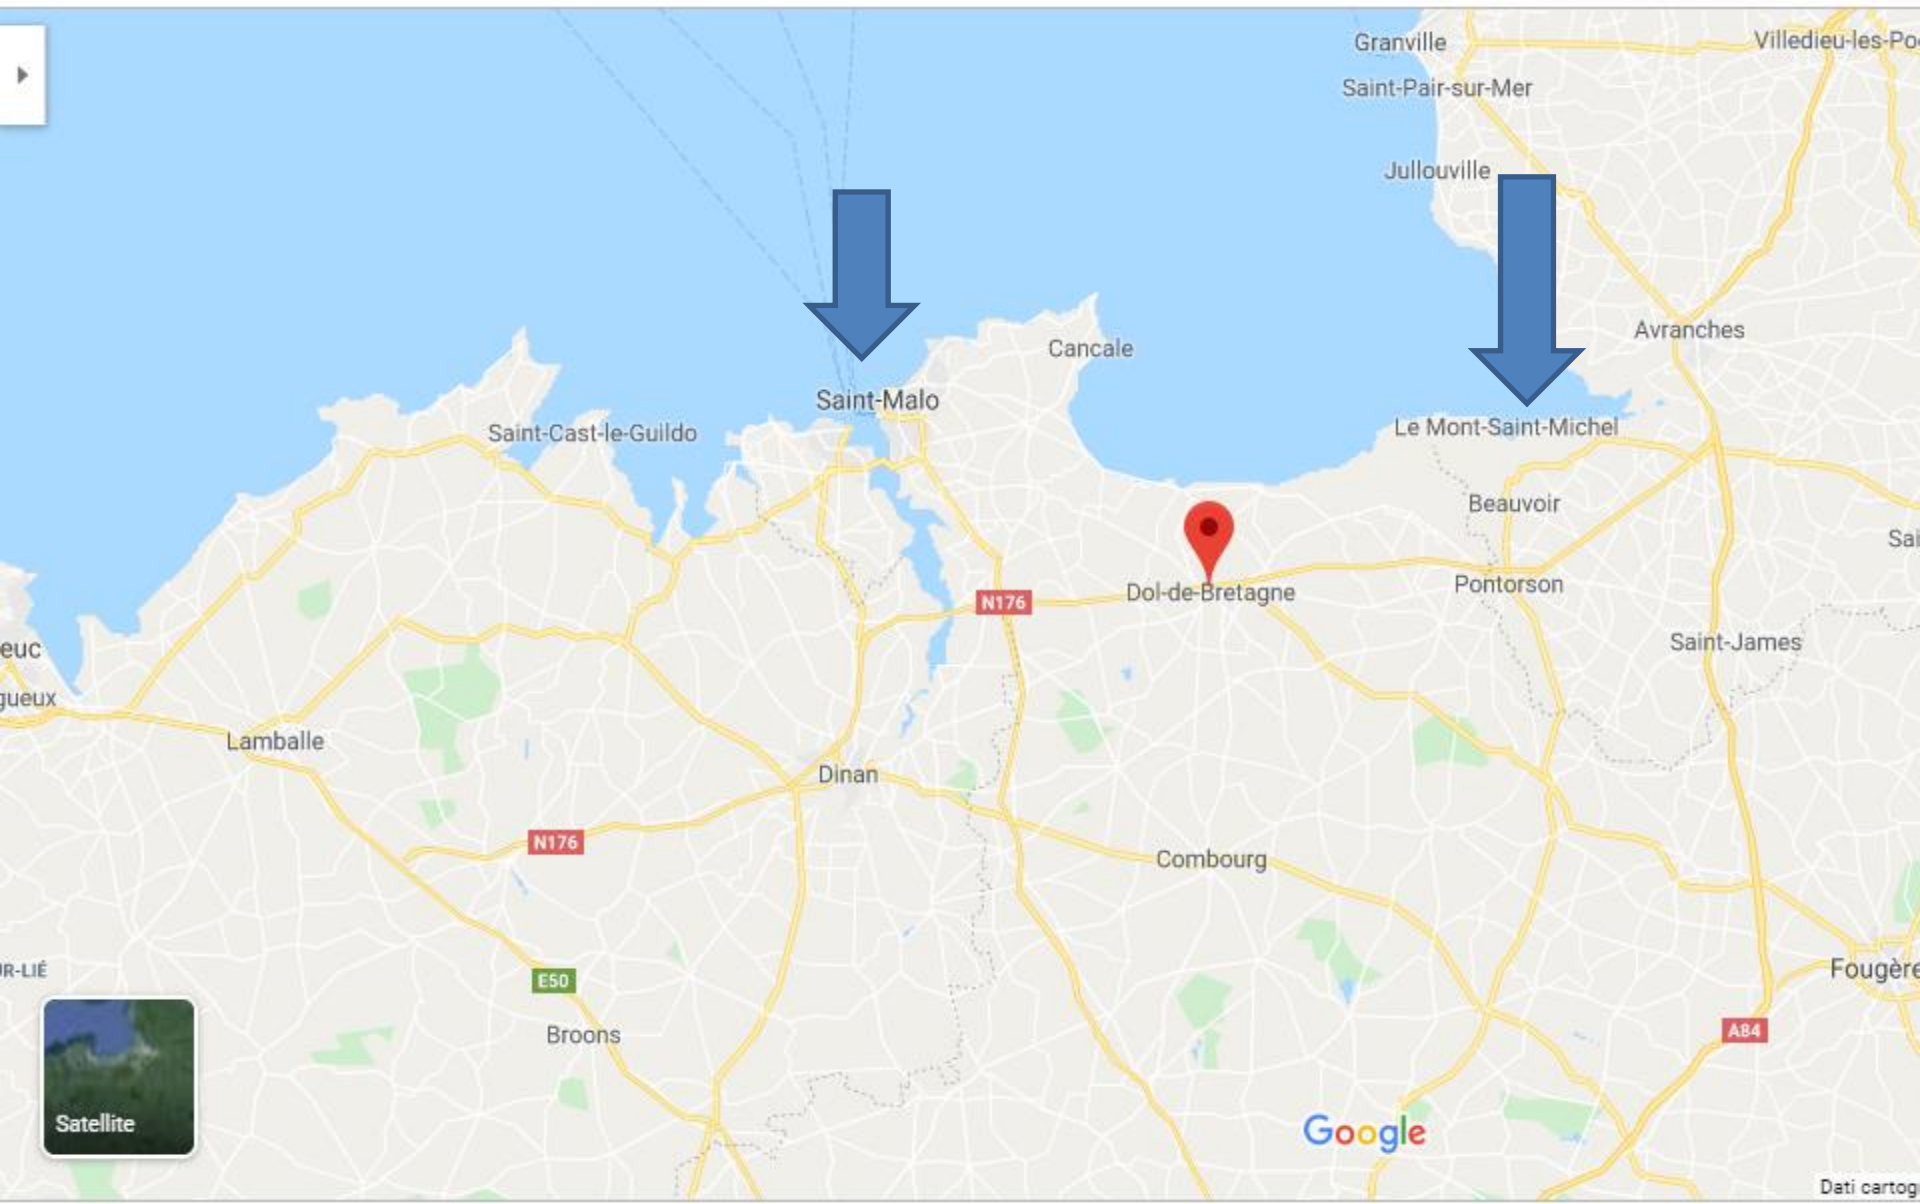 Granville
Villedieu-les-Po
Saint-Pair-sur-Mer
Jullouville
Avranches
Cancale
Saint-Malo
Le Mont-Saint-Michel
Saint-Cast-le-Guildo
Beauvoir
Sai
Pontorson
Dol-de-Bretagne
N176
Saint-James
euc
gueux
Lamballe
Dinan
N176
Combourg
Fougère
R-LIÉ
E50
Broons
A84
Satellite
Google
Dati cartog